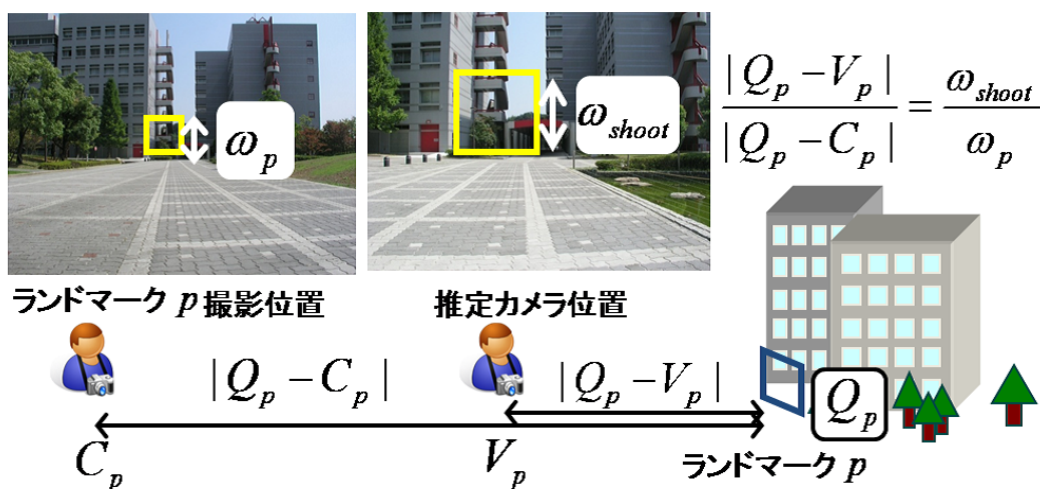 ω_p
ω_shoot
|Q_p − V_p| / |Q_p − C_p| = ω_shoot / ω_p
ランドマーク p 撮影位置
推定カメラ位置
|Q_p − C_p|
|Q_p − V_p|
Q_p
C_p
V_p
ランドマーク p